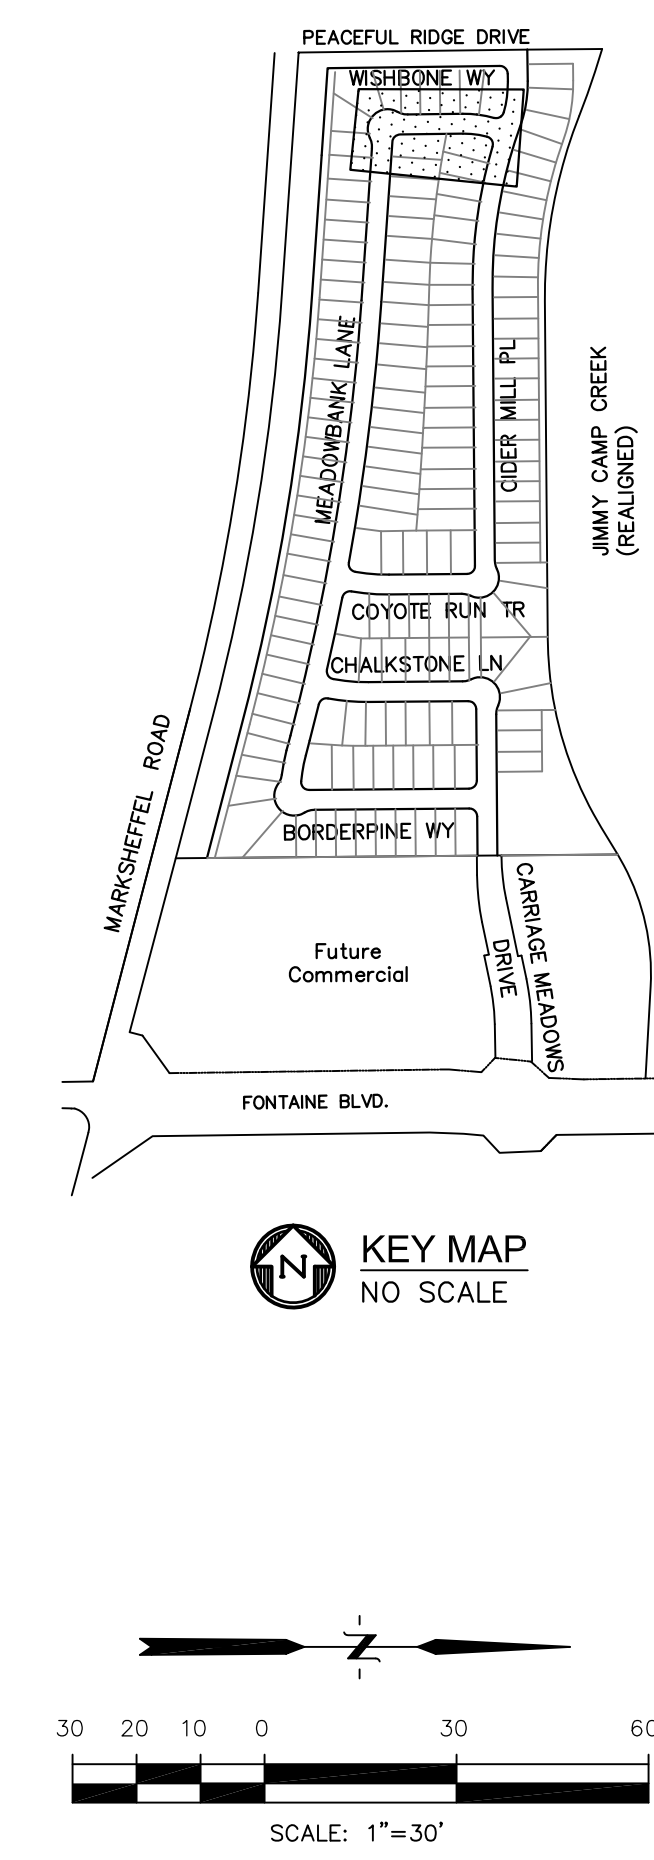 PEACEFUL RIDGE DRIVE
WISHBONE WY
MEADOWBANK LANE
CIDER MILL PL
JIMMY CAMP CREEK
(REALIGNED)
COYOTE RUN TR
CHALKSTONE LN
MARKSHEFFEL ROAD
BORDERPINE WY
CARRIAGE MEADOWS
DRIVE
Future
Commercial
FONTAINE BLVD.
N
KEY MAP
NO SCALE
N
30 20 10 0 30 60
SCALE: 1"=30'